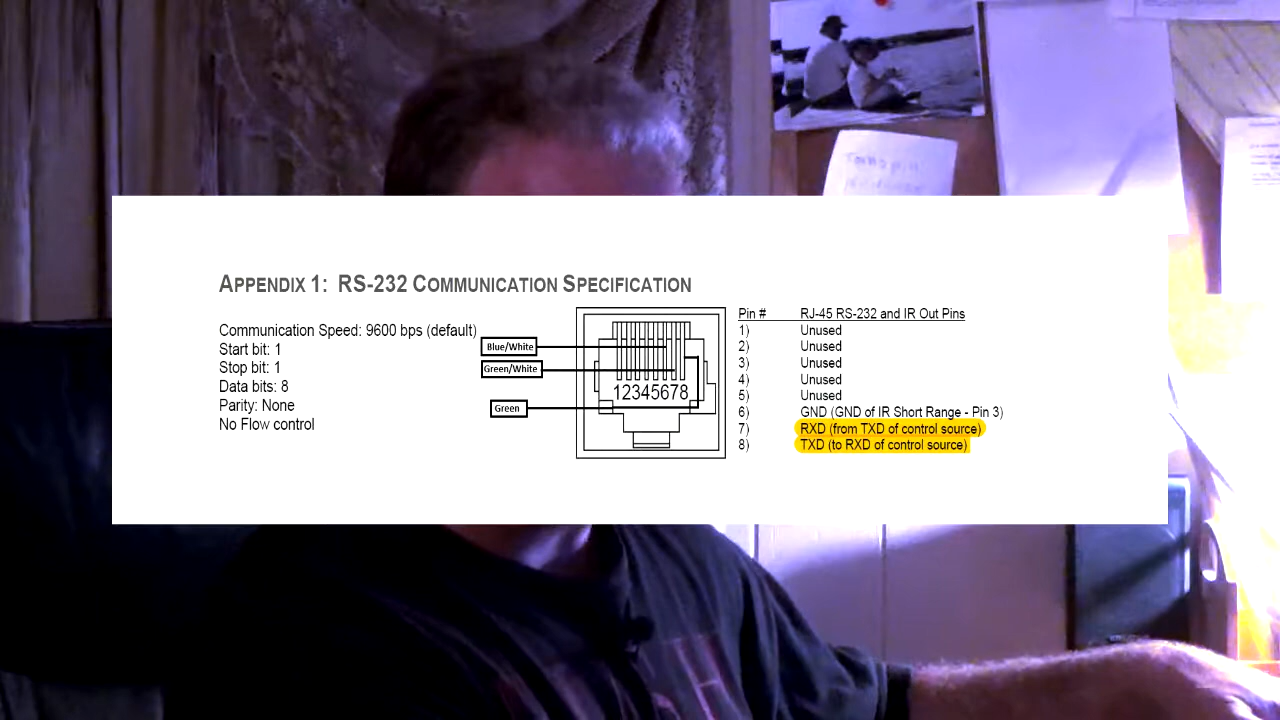 APPENDIX 1: RS-232 COMMUNICATION SPECIFICATION
Communication Speed: 9600 bps (default)
Start bit: 1
Stop bit: 1
Data bits: 8
Parity: None
No Flow control
Blue/White
Green/White
Green
12345678
Pin # RJ-45 RS-232 and IR Out Pins
1) Unused
2) Unused
3) Unused
4) Unused
5) Unused
6) GND (GND of IR Short Range - Pin 3)
7) RXD (from TXD of control source)
8) TXD (to RXD of control source)